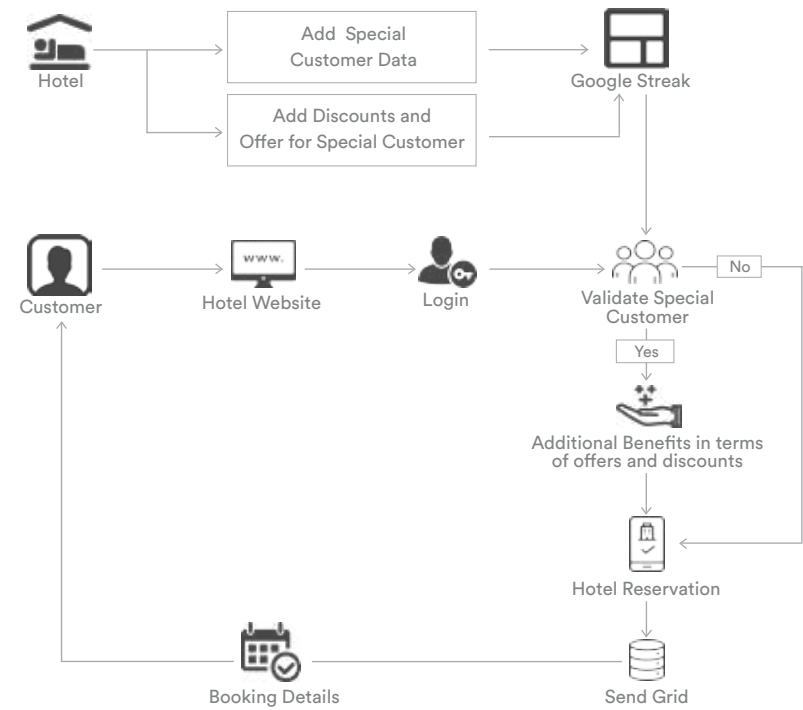 Add Special
Customer Data
Hotel
Google Streak
Add Discounts and
Offer for Special Customer
www.
No
Customer
Hotel Website
Login
Validate Special
Customer
Yes
Additional Benefits in terms
of offers and discounts
Hotel Reservation
Booking Details
Send Grid